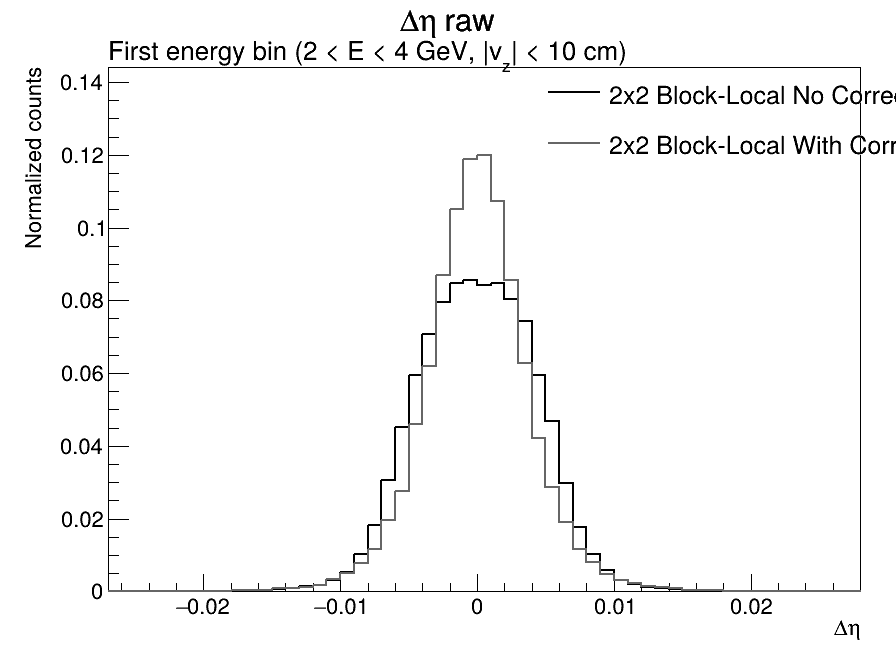 Δη raw
First energy bin (2 < E < 4 GeV, |vz| < 10 cm)
Normalized counts
0.14
0.12
0.1
0.08
0.06
0.04
0.02
0
2x2 Block-Local No Corre
2x2 Block-Local With Corr
−0.02
−0.01
0
0.01
0.02
Δη